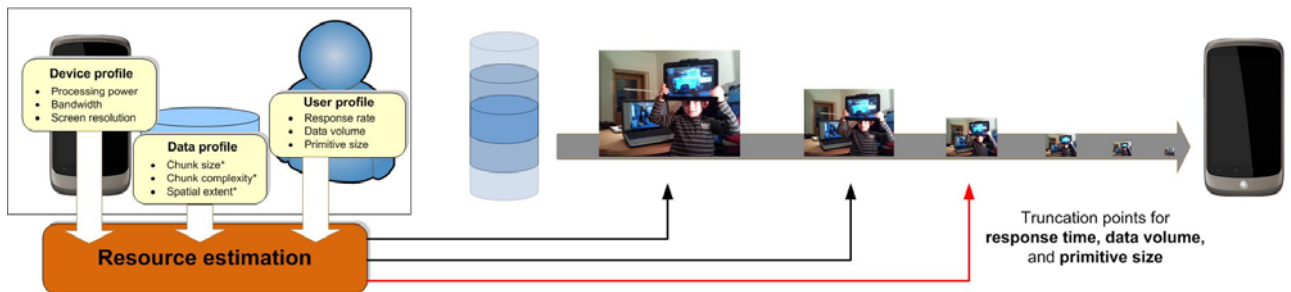 Device profile
• Processing power
• Bandwidth
• Screen resolution
User profile
• Response rate
• Data volume
• Primitive size
Data profile
• Chunk size*
• Chunk complexity*
• Spatial extent*
Resource estimation
Truncation points for
response time, data volume,
and primitive size